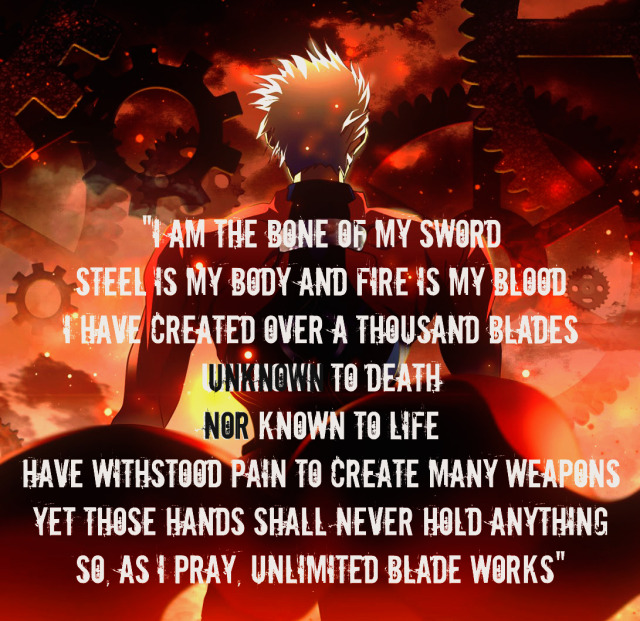 "I AM THE BONE OF MY SWORD
STEEL IS MY BODY AND FIRE IS MY BLOOD
I HAVE CREATED OVER A THOUSAND BLADES
UNKNOWN TO DEATH
NOR KNOWN TO LIFE
HAVE WITHSTOOD PAIN TO CREATE MANY WEAPONS
YET THOSE HANDS SHALL NEVER HOLD ANYTHING
SO, AS I PRAY, UNLIMITED BLADE WORKS"